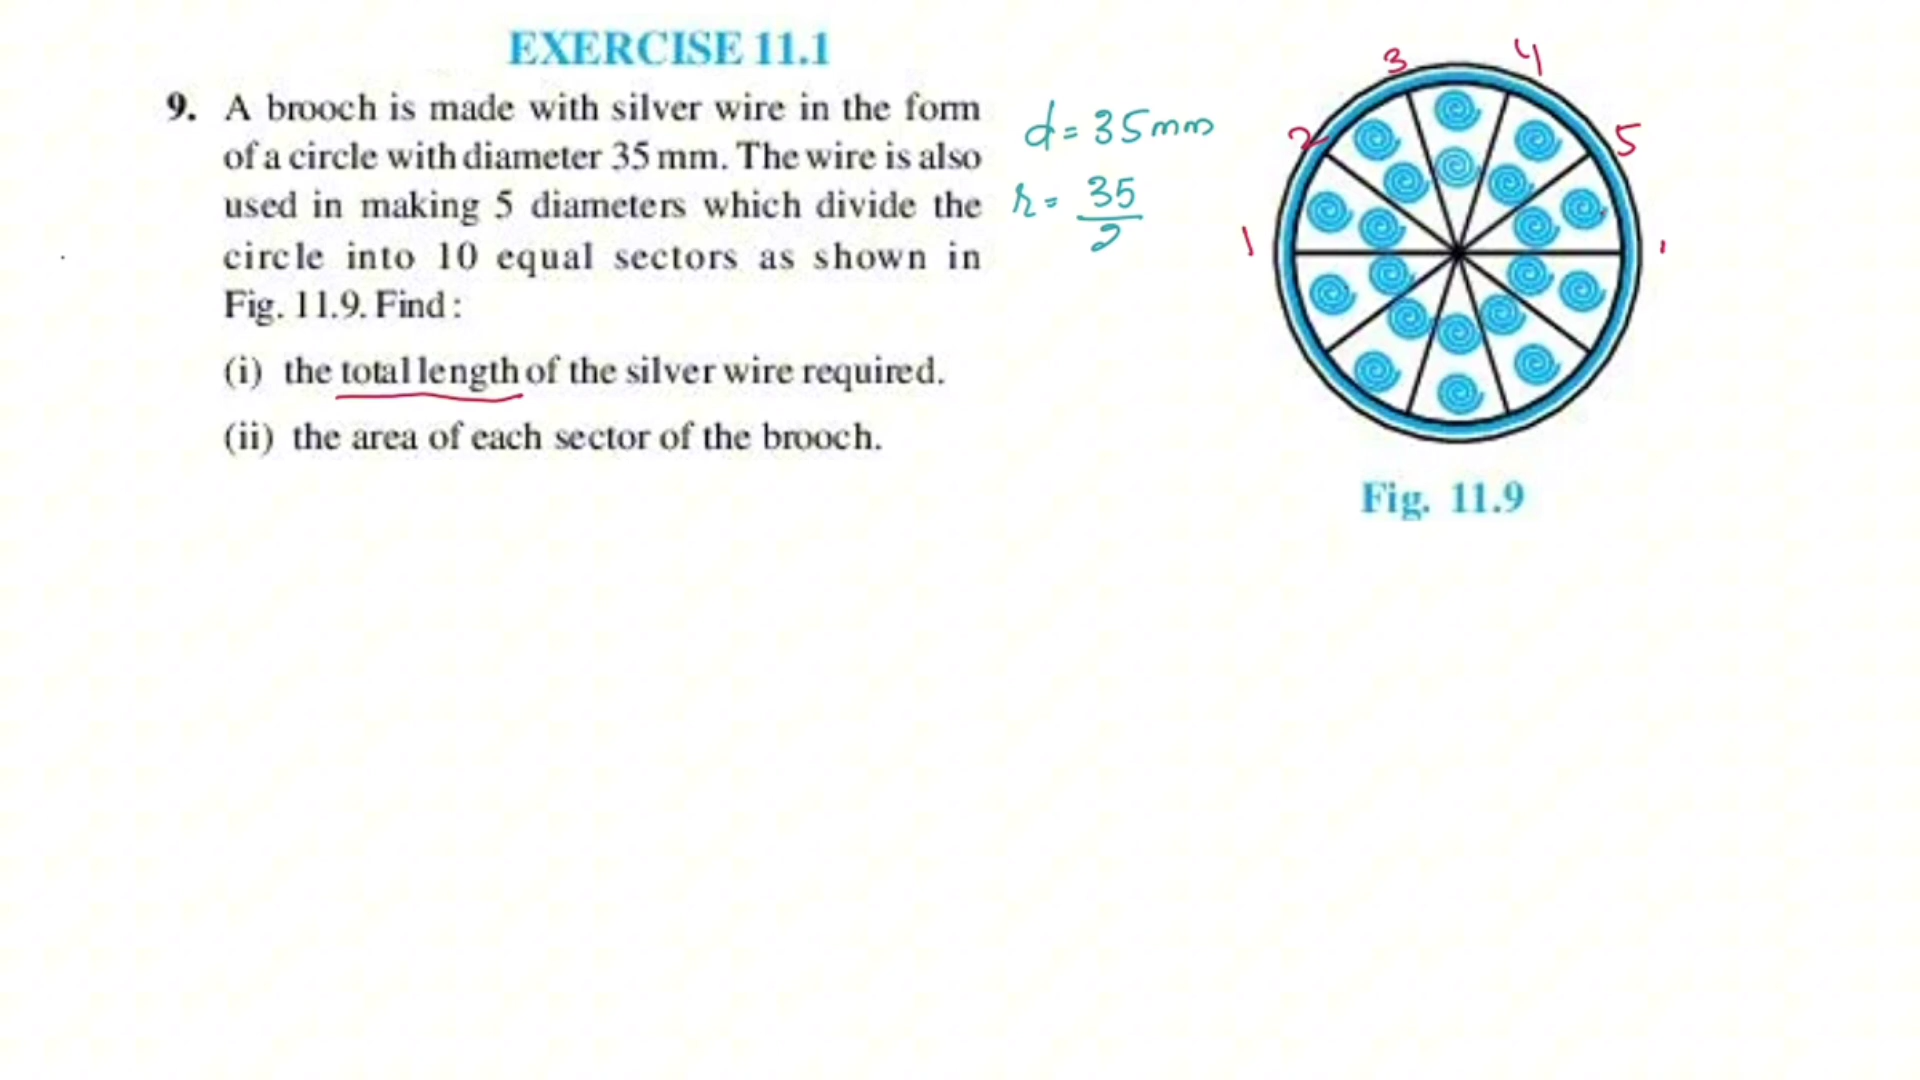 EXERCISE 11.1
9. A brooch is made with silver wire in the form
of a circle with diameter 35 mm. The wire is also
used in making 5 diameters which divide the
circle into 10 equal sectors as shown in
Fig. 11.9. Find :
(i) the total length of the silver wire required.
(ii) the area of each sector of the brooch.
d = 35 mm
r = 35
2
3 4
2 5
1
Fig. 11.9